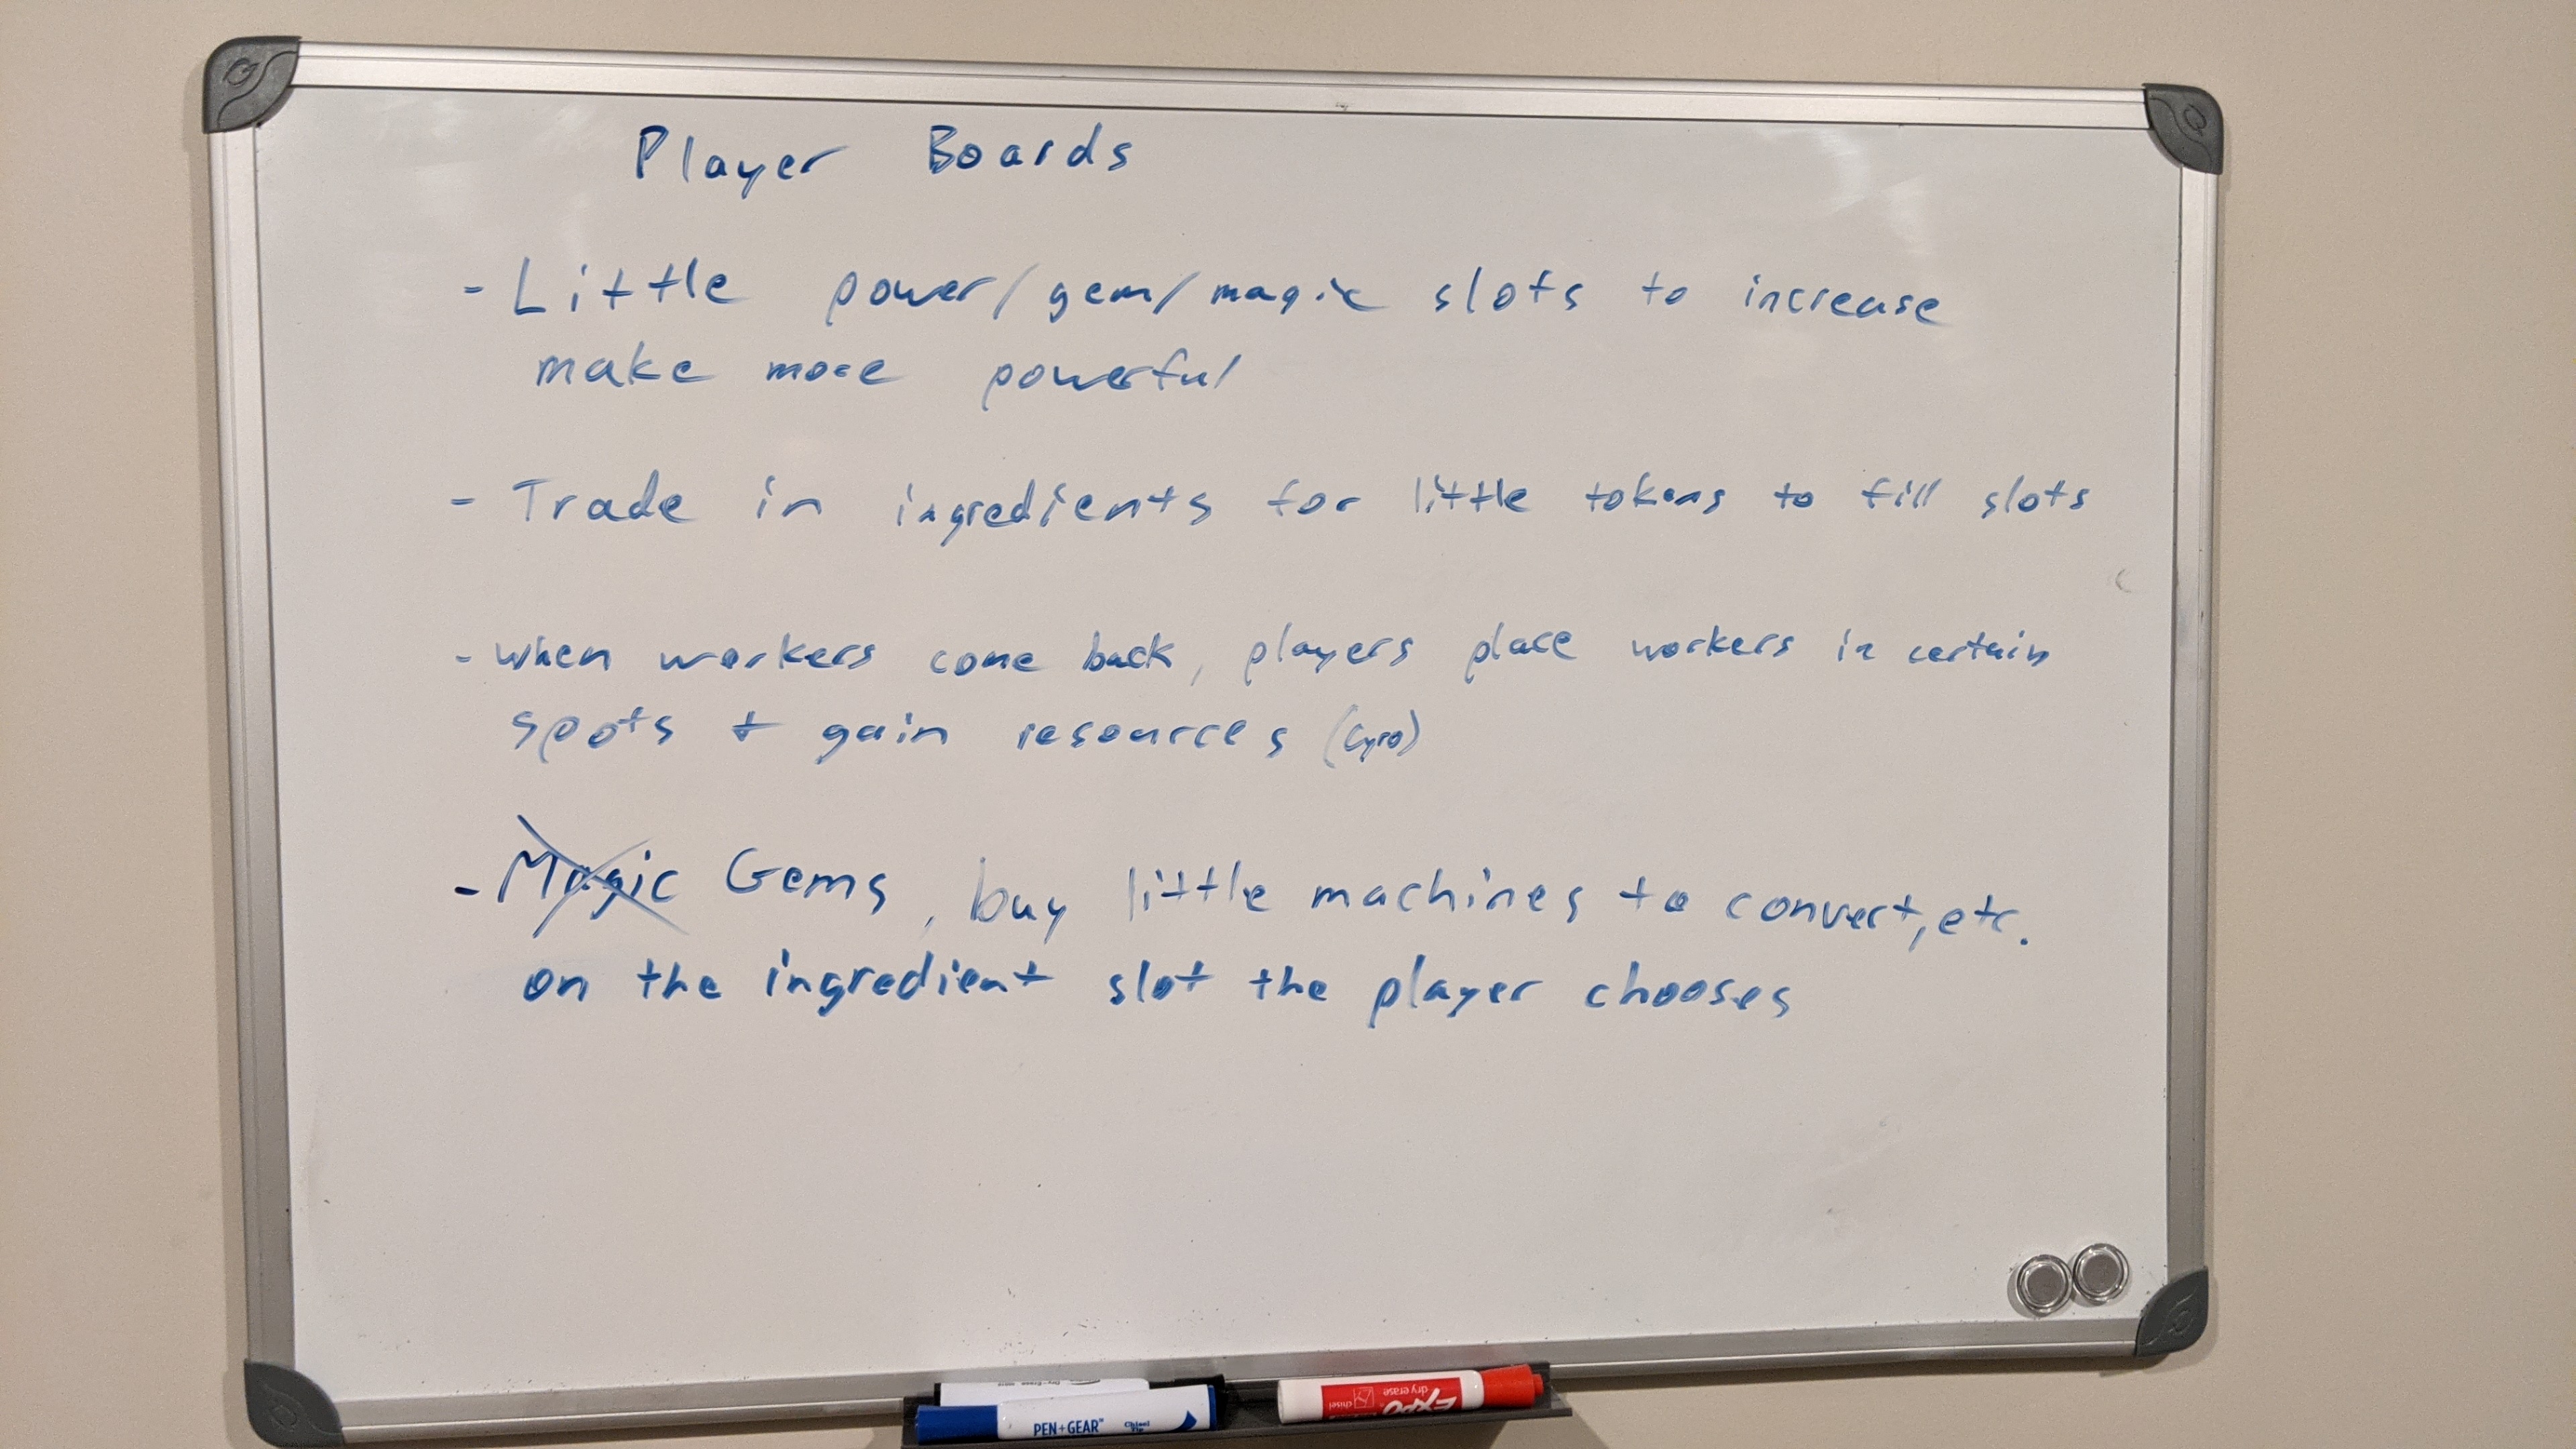 Player Boards
- Little power/gem/magic slots to increase
make more powerful
- Trade in ingredients for little tokens to fill slots
- when workers come back, players place workers in certain
spots + gain resources (Gyro)
- Magic Gems, buy little machines to convert, etc.
on the ingredient slot the player chooses
PEN+GEAR™ Chisel Tip
EXPO dry erase chisel